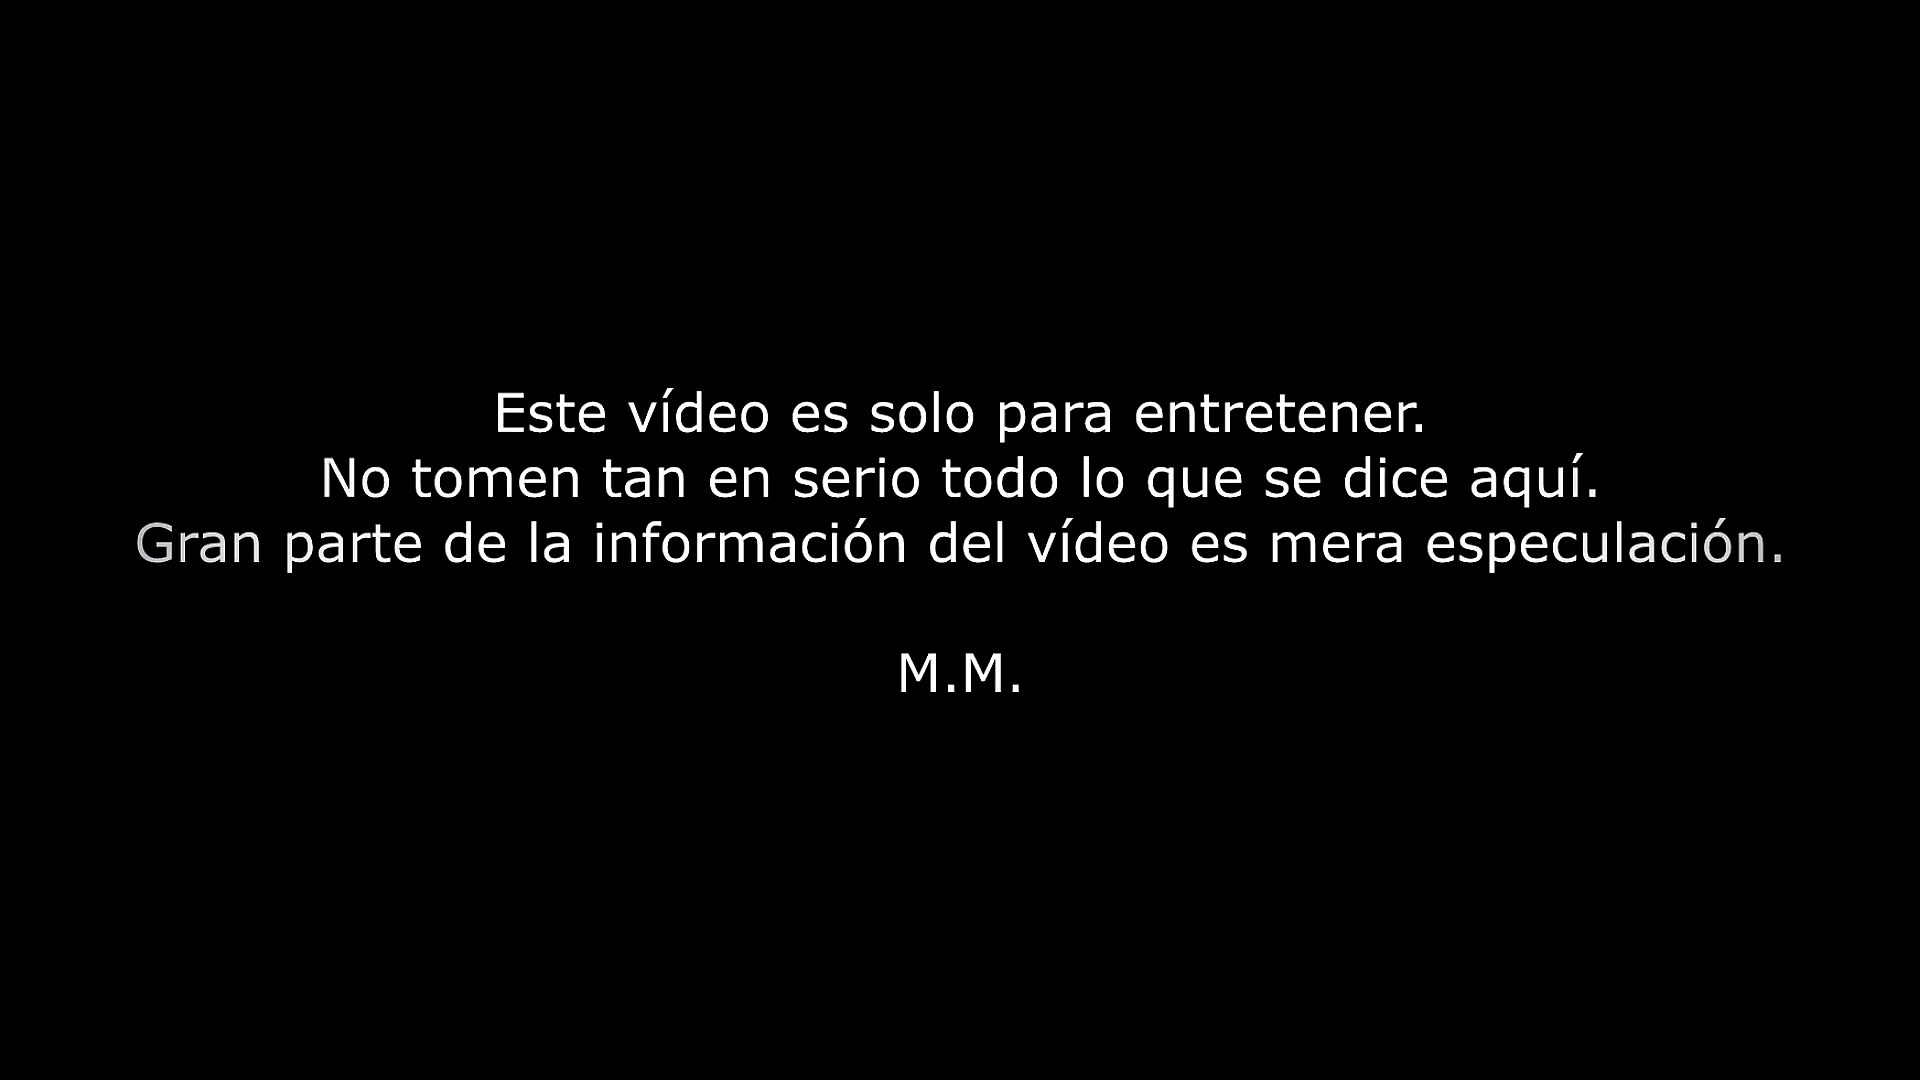 Este vídeo es solo para entretener.
No tomen tan en serio todo lo que se dice aquí.
Gran parte de la información del vídeo es mera especulación.
M.M.